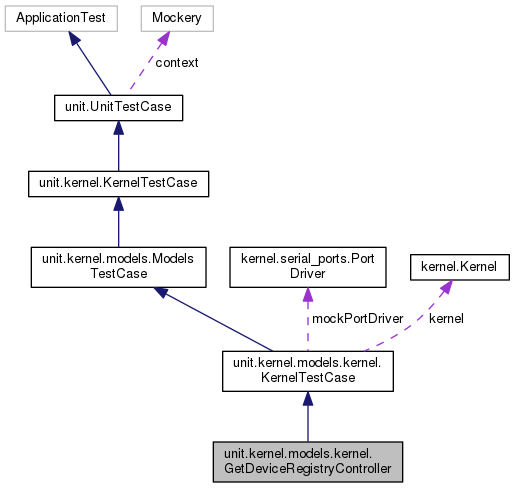 ApplicationTest
Mockery
context
unit.UnitTestCase
unit.kernel.KernelTestCase
unit.kernel.models.Models
TestCase
kernel.serial_ports.Port
Driver
kernel.Kernel
mockPortDriver
kernel
unit.kernel.models.kernel.
KernelTestCase
unit.kernel.models.kernel.
GetDeviceRegistryController